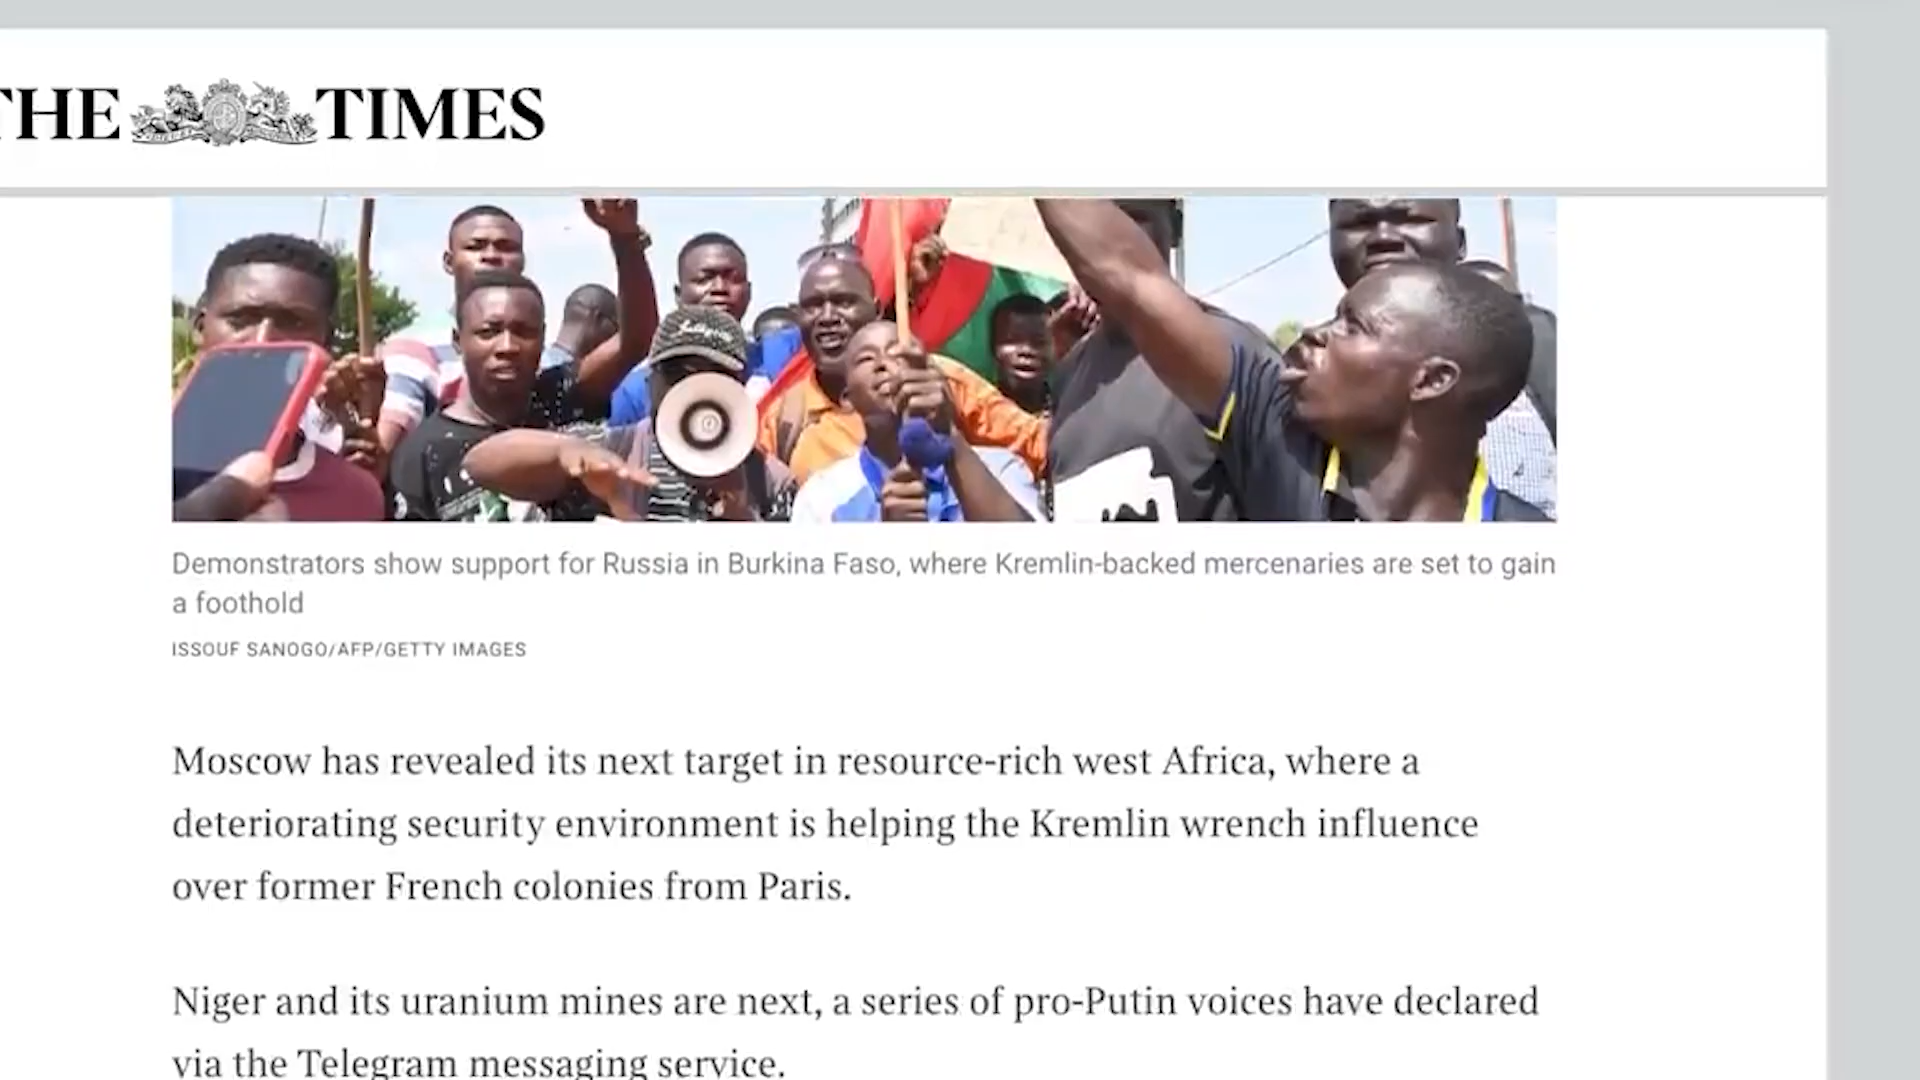 THE TIMES
Demonstrators show support for Russia in Burkina Faso, where Kremlin-backed mercenaries are set to gain
a foothold
ISSOUF SANOGO/AFP/GETTY IMAGES
Moscow has revealed its next target in resource-rich west Africa, where a
deteriorating security environment is helping the Kremlin wrench influence
over former French colonies from Paris.
Niger and its uranium mines are next, a series of pro-Putin voices have declared
via the Telegram messaging service.